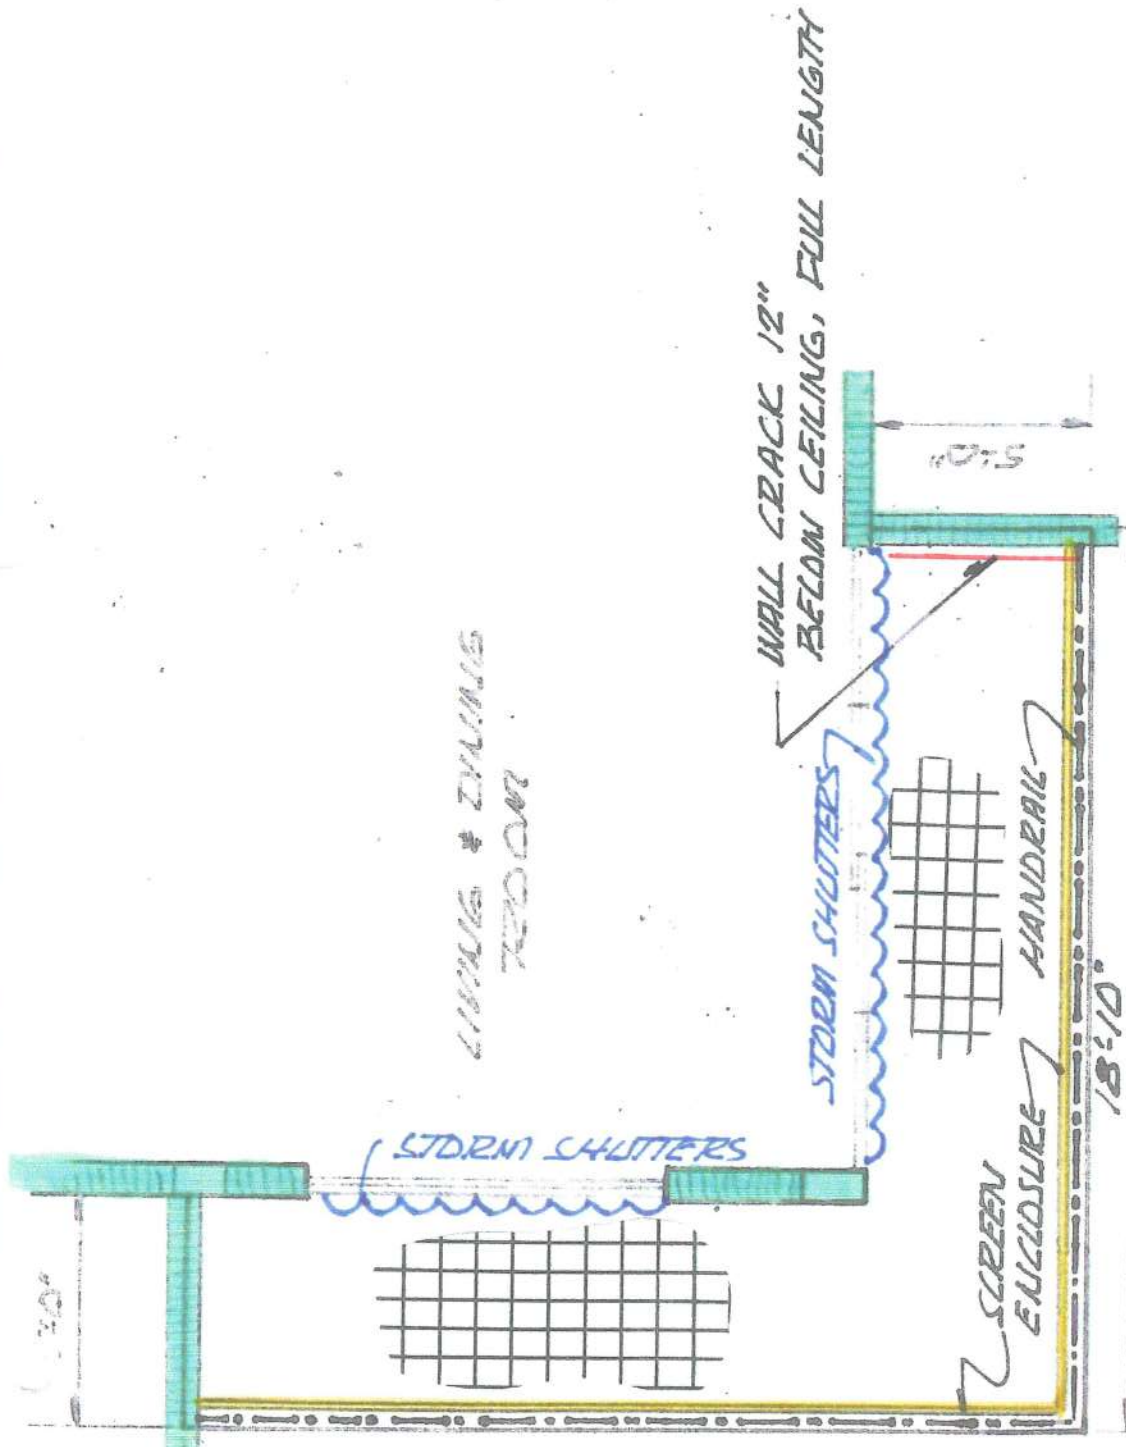 LIVING & DINING
ROOM
WALL CRACK 12"
BELOW CEILING, FULL LENGTH
5'-0"
STORM SHUTTERS
STORM SHUTTERS
SCREEN
ENCLOSURE
HANDRAIL
18'-10"